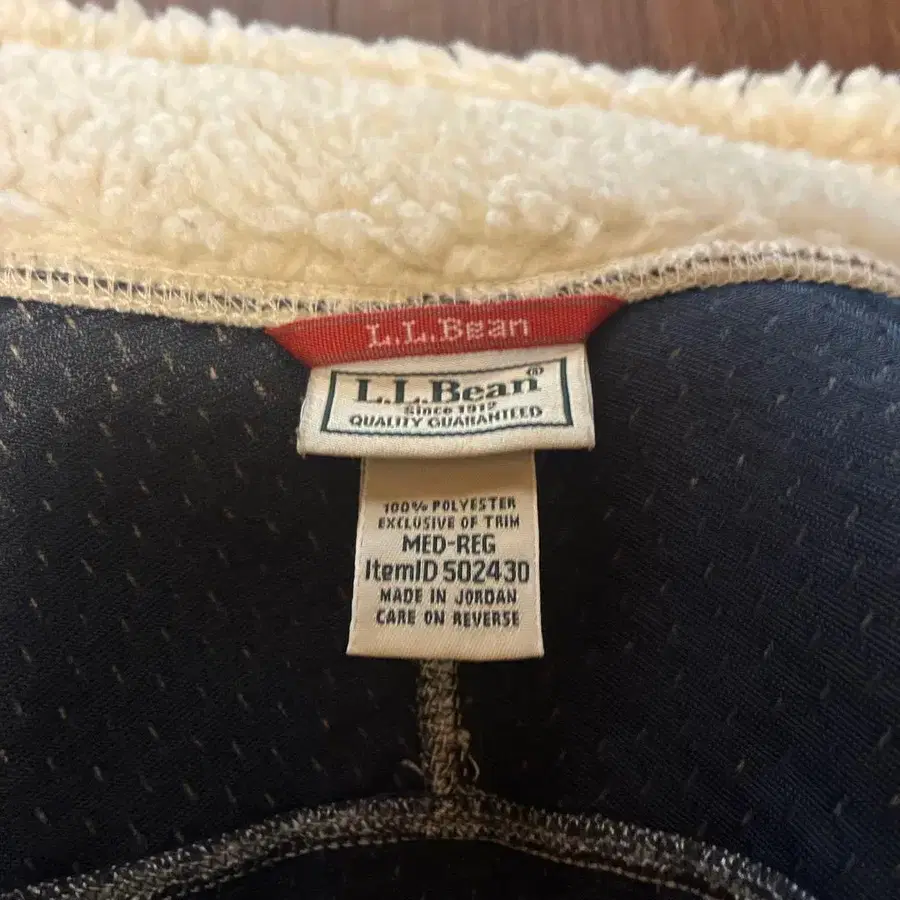 L.L.Bean
L.L.Bean®
Since 1912
QUALITY GUARANTEED
100% POLYESTER
EXCLUSIVE OF TRIM
MED-REG
ItemID 502430
MADE IN JORDAN
CARE ON REVERSE